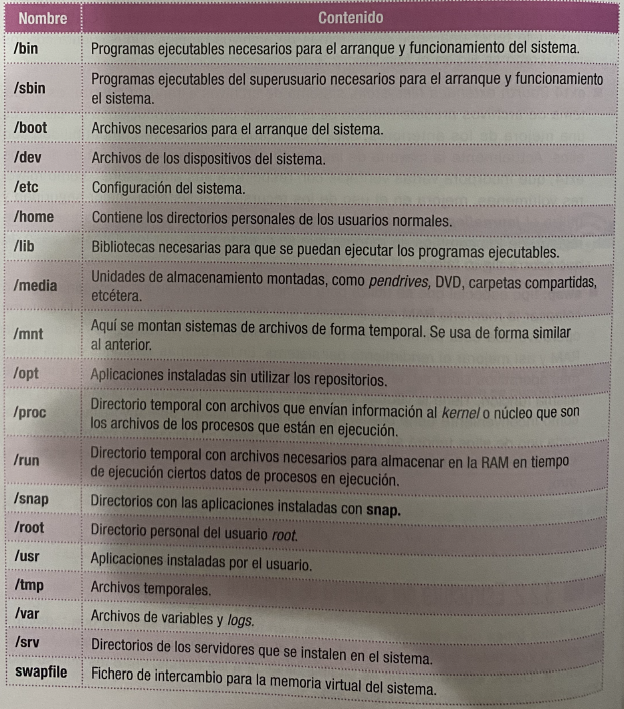 Nombre Contenido
/bin Programas ejecutables necesarios para el arranque y funcionamiento del sistema.
/sbin Programas ejecutables del superusuario necesarios para el arranque y funcionamiento
el sistema.
/boot Archivos necesarios para el arranque del sistema.
/dev Archivos de los dispositivos del sistema.
/etc Configuración del sistema.
/home Contiene los directorios personales de los usuarios normales.
/lib Bibliotecas necesarias para que se puedan ejecutar los programas ejecutables.
/media Unidades de almacenamiento montadas, como pendrives, DVD, carpetas compartidas,
etcétera.
/mnt Aquí se montan sistemas de archivos de forma temporal. Se usa de forma similar
al anterior.
/opt Aplicaciones instaladas sin utilizar los repositorios.
/proc Directorio temporal con archivos que envían información al kernel o núcleo que son
los archivos de los procesos que están en ejecución.
/run Directorio temporal con archivos necesarios para almacenar en la RAM en tiempo
de ejecución ciertos datos de procesos en ejecución.
/snap Directorios con las aplicaciones instaladas con snap.
/root Directorio personal del usuario root.
/usr Aplicaciones instaladas por el usuario.
/tmp Archivos temporales.
/var Archivos de variables y logs.
/srv Directorios de los servidores que se instalen en el sistema.
swapfile Fichero de intercambio para la memoria virtual del sistema.